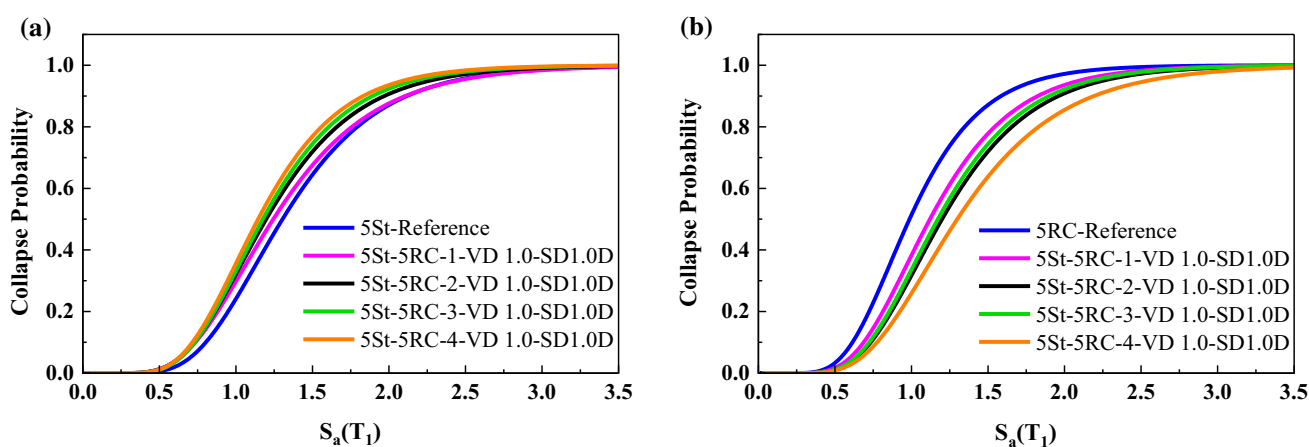 (a)
Collapse Probability
1.0
0.8
0.6
0.4
0.2
0.0
0.0 0.5 1.0 1.5 2.0 2.5 3.0 3.5
Sₐ(T₁)
5St-Reference
5St-5RC-1-VD 1.0-SD1.0D
5St-5RC-2-VD 1.0-SD1.0D
5St-5RC-3-VD 1.0-SD1.0D
5St-5RC-4-VD 1.0-SD1.0D
(b)
Collapse Probability
1.0
0.8
0.6
0.4
0.2
0.0
0.0 0.5 1.0 1.5 2.0 2.5 3.0 3.5
Sₐ(T₁)
5RC-Reference
5St-5RC-1-VD 1.0-SD1.0D
5St-5RC-2-VD 1.0-SD1.0D
5St-5RC-3-VD 1.0-SD1.0D
5St-5RC-4-VD 1.0-SD1.0D